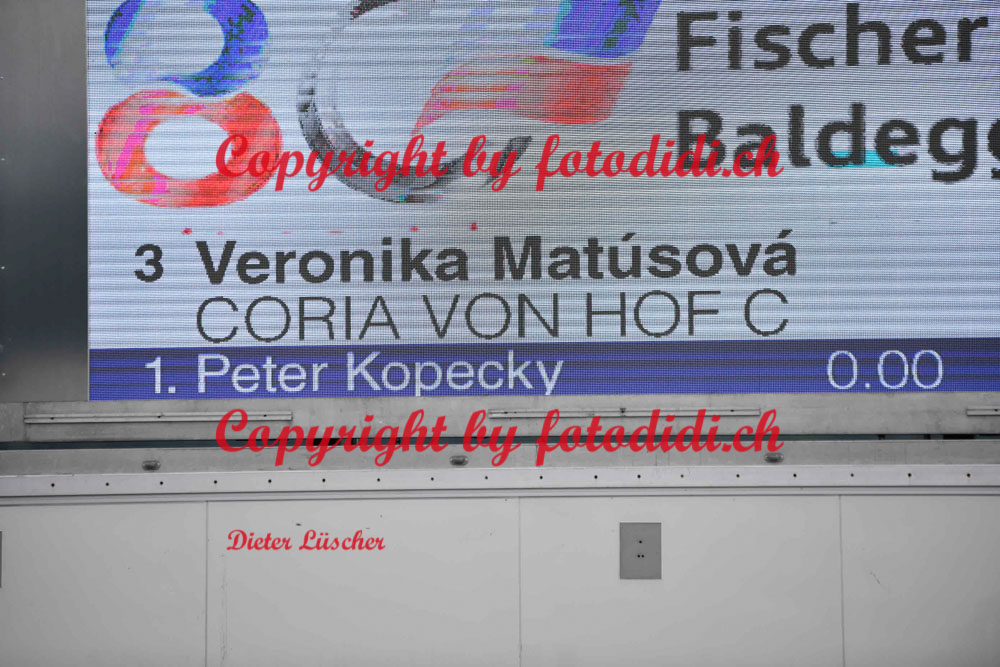 Fischer
Copyright by fotodidi.ch
3 Veronika Matúsová
CORIA VON HOF C
1. Peter Kopecky 0.00
Copyright by fotodidi.ch
Dieter Lüscher